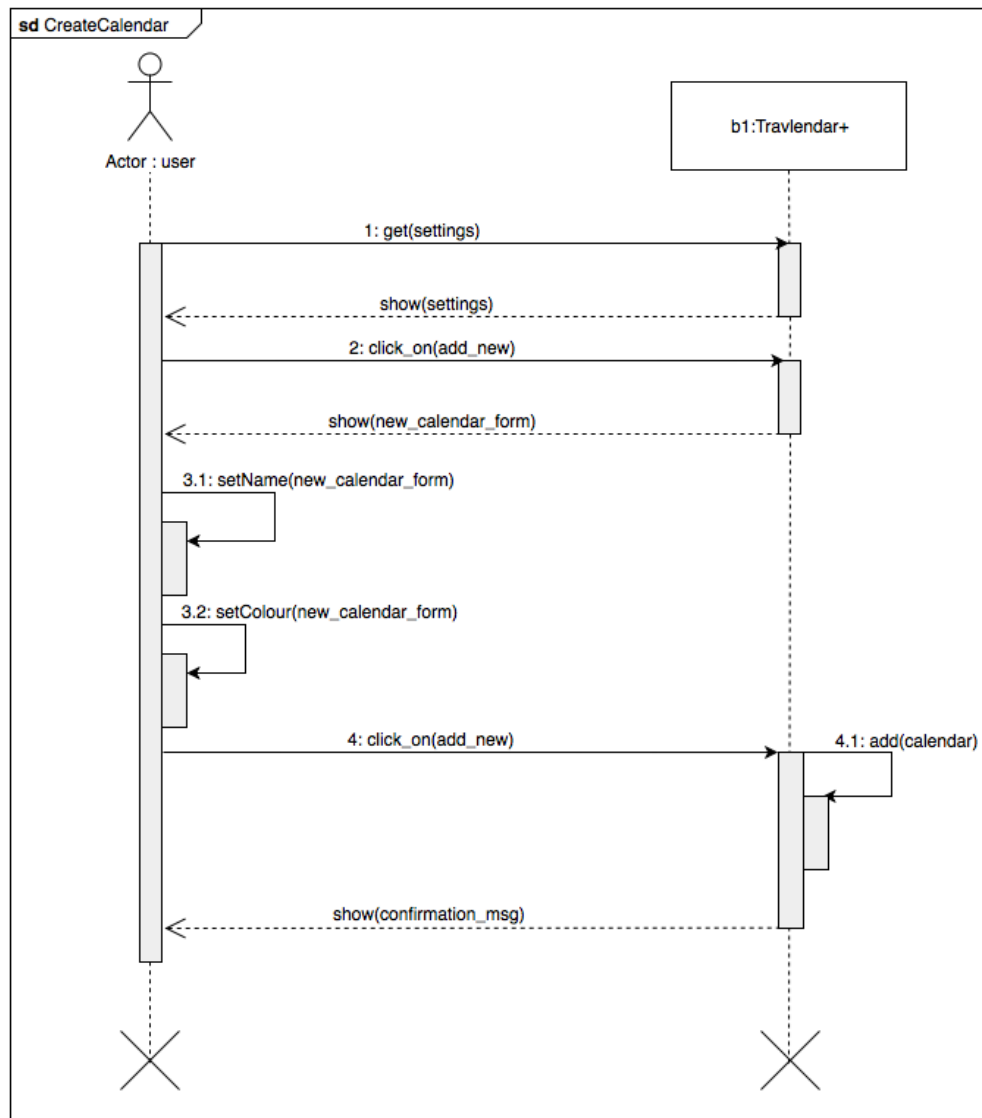 sd CreateCalendar
Actor : user
b1:Travlendar+
1: get(settings)
show(settings)
2: click_on(add_new)
show(new_calendar_form)
3.1: setName(new_calendar_form)
3.2: setColour(new_calendar_form)
4: click_on(add_new)
4.1: add(calendar)
show(confirmation_msg)